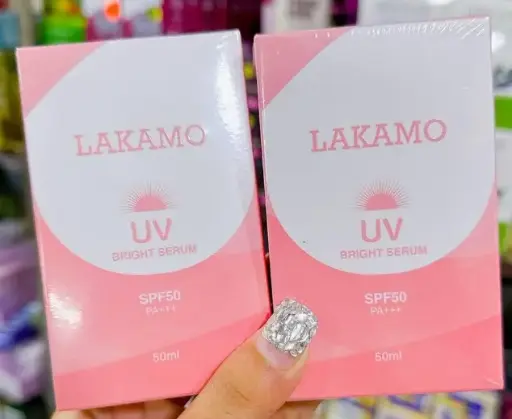 LAKAMO
UV
BRIGHT SERUM
SPF50
PA+++
50ml
LAKAMO
UV
BRIGHT SERUM
SPF50
PA+++
50ml